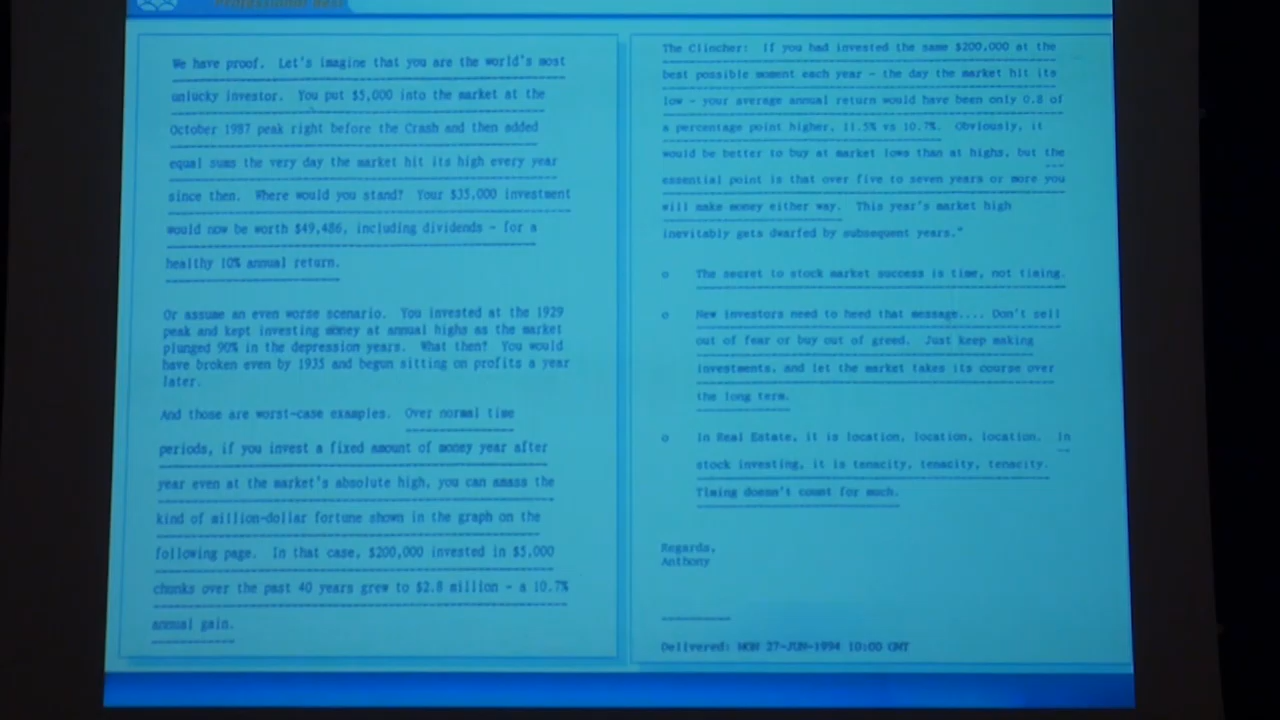 Professional Best
We have proof.  Let's imagine that you are the world's most
unlucky investor.  You put $5,000 into the market at the
October 1987 peak right before the Crash and then added
equal sums the very day the market hit its high every year
since then.  Where would you stand?  Your $35,000 investment
would now be worth $49,486, including dividends - for a
healthy 10% annual return.
Or assume an even worse scenario.  You invested at the 1929
peak and kept investing money at annual highs as the market
plunged 90% in the depression years.  What then?  You would
have broken even by 1935 and begun sitting on profits a year
later.
And those are worst-case examples.  Over normal time
periods, if you invest a fixed amount of money year after
year even at the market's absolute high, you can amass the
kind of million-dollar fortune shown in the graph on the
following page.  In that case, $200,000 invested in $5,000
chunks over the past 40 years grew to $2.8 million - a 10.7%
annual gain.
The Clincher:  If you had invested the same $200,000 at the
best possible moment each year - the day the market hit its
low - your average annual return would have been only 0.8 of
a percentage point higher, 11.5% vs 10.7%.  Obviously, it
would be better to buy at market lows than at highs, but the
essential point is that over five to seven years or more you
will make money either way.  This year's market high
inevitably gets dwarfed by subsequent years."
o The secret to stock market success is time, not timing.
o New investors need to heed that message.... Don't sell
out of fear or buy out of greed.  Just keep making
investments, and let the market takes its course over
the long term.
o In Real Estate, it is location, location, location.  In
stock investing, it is tenacity, tenacity, tenacity.
Timing doesn't count for much.
Regards,
Anthony
Delivered: MON 27-JUN-1994 10:00 GMT